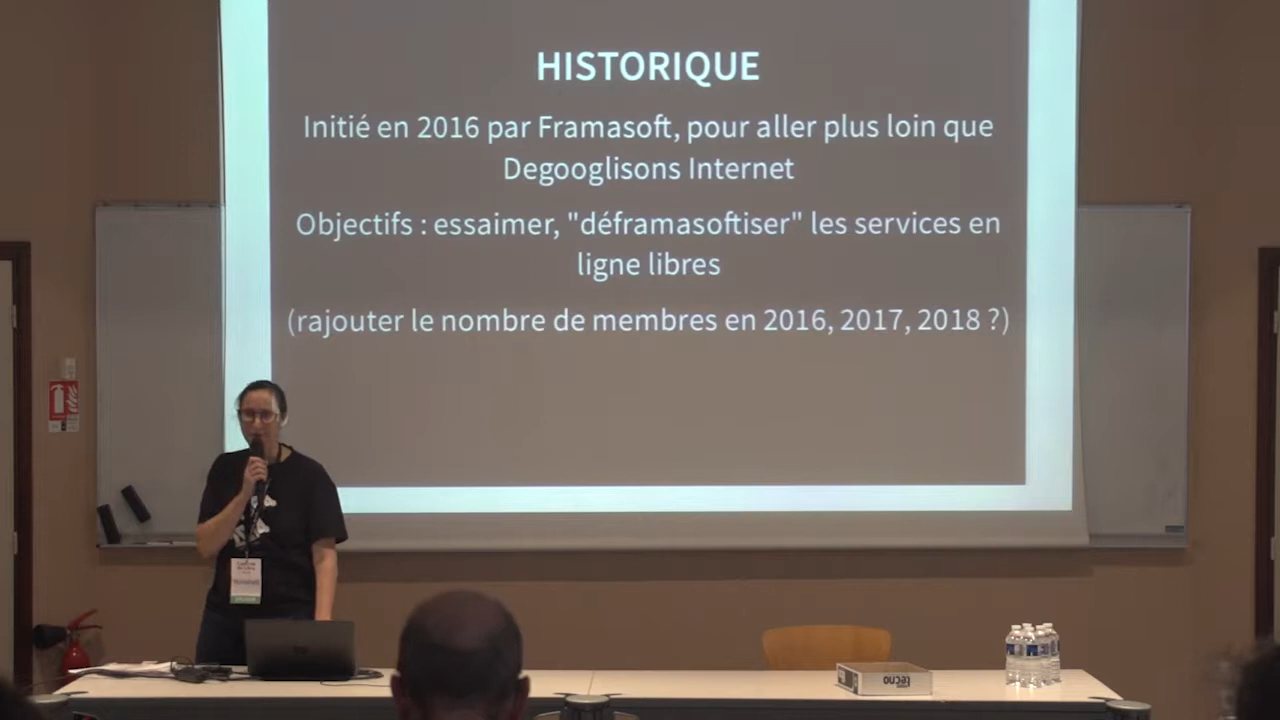 HISTORIQUE
Initié en 2016 par Framasoft, pour aller plus loin que
Degooglisons Internet
Objectifs : essaimer, "déframasoftiser" les services en
ligne libres
(rajouter le nombre de membres en 2016, 2017, 2018 ?)
tecno